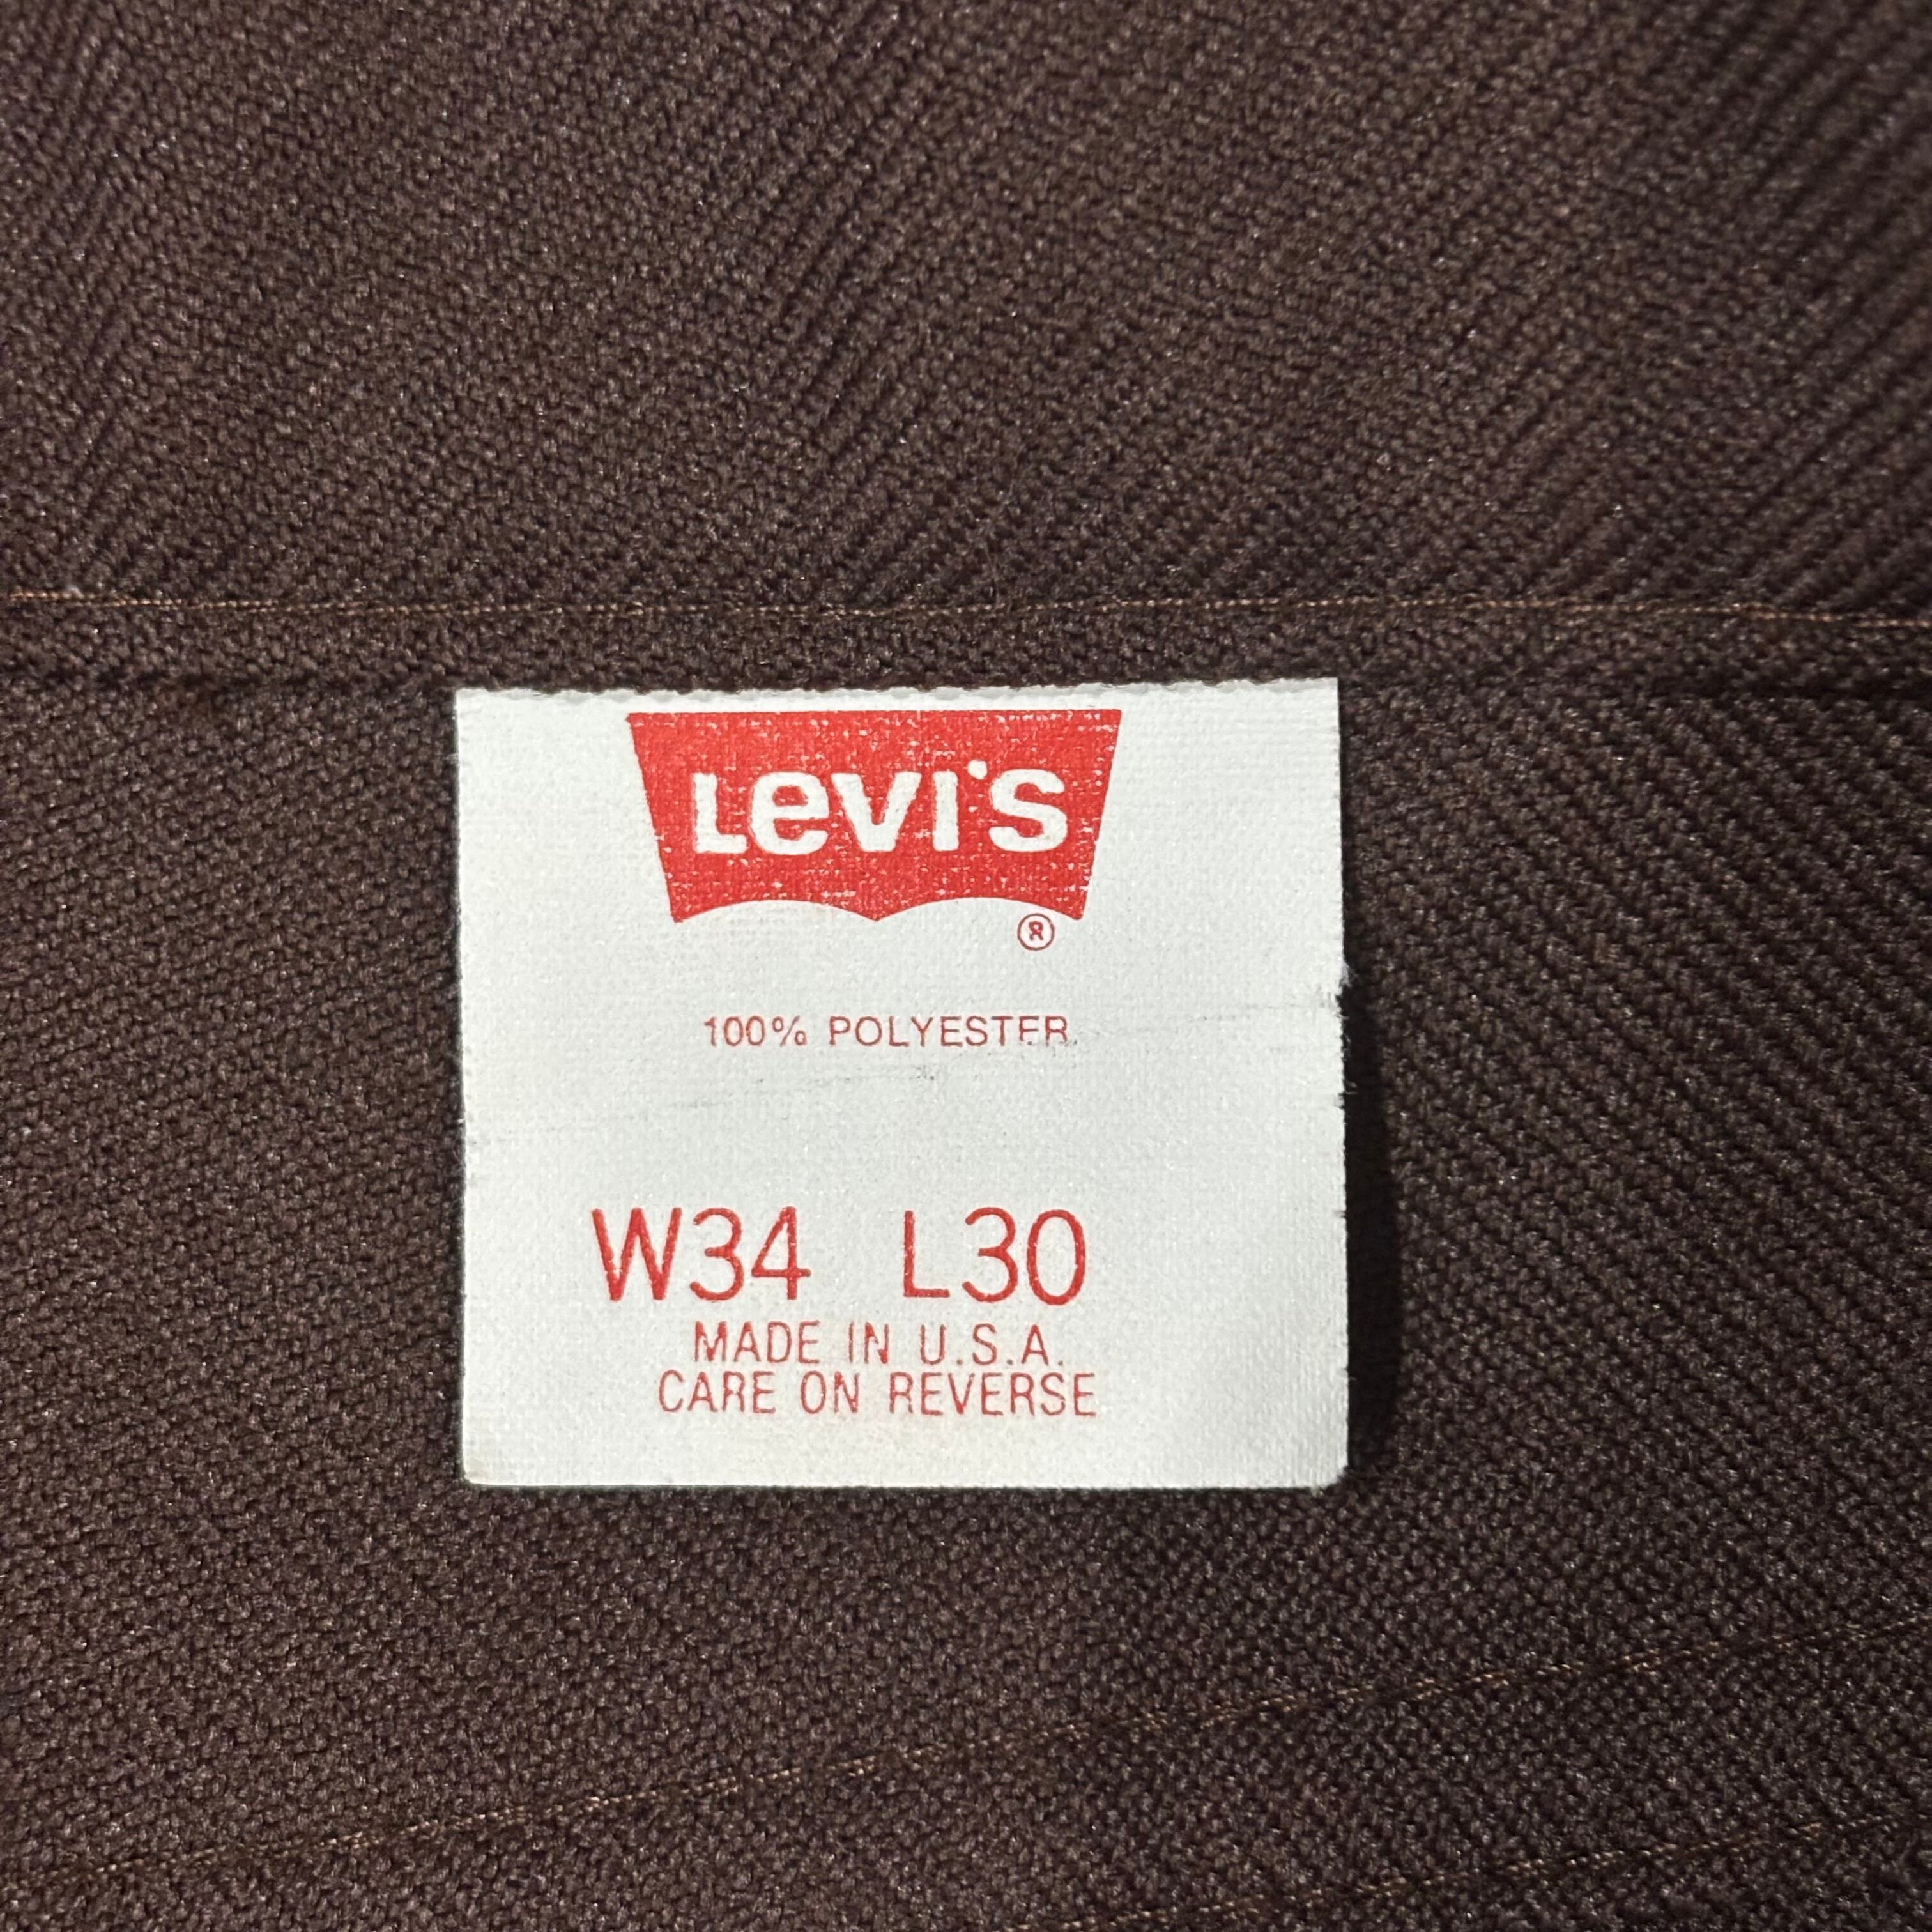 Levi's
®
100% POLYESTER
W34 L30
MADE IN U.S.A.
CARE ON REVERSE